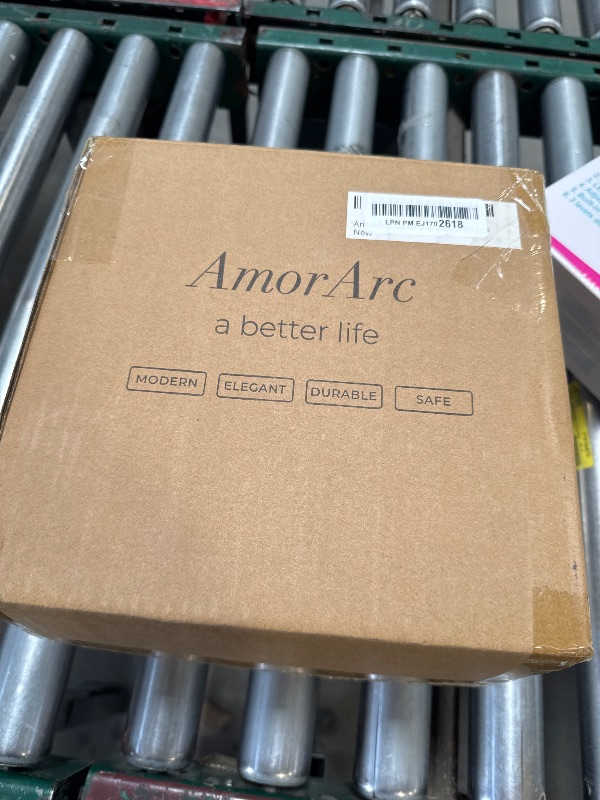 LPN PM EJ1702618
AmorArc
a better life
MODERN ELEGANT DURABLE SAFE